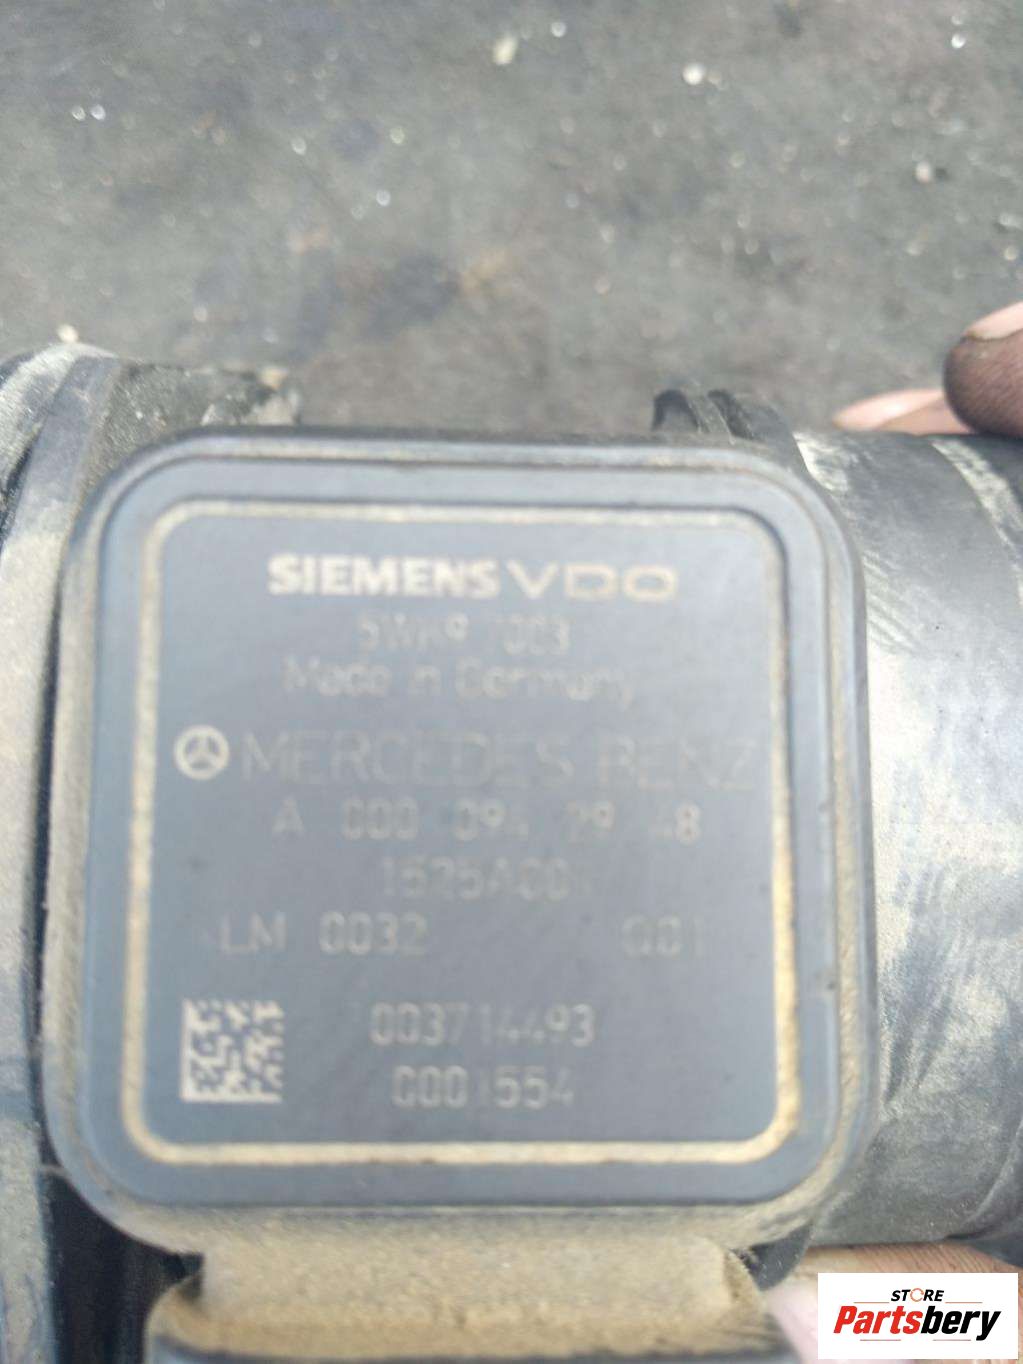 SIEMENS VDO
5WK9 7003
Made in Germany
MERCEDES BENZ
A 000 094 29 48
LM 0032 001
003714493
0001554
STORE
Partsbery